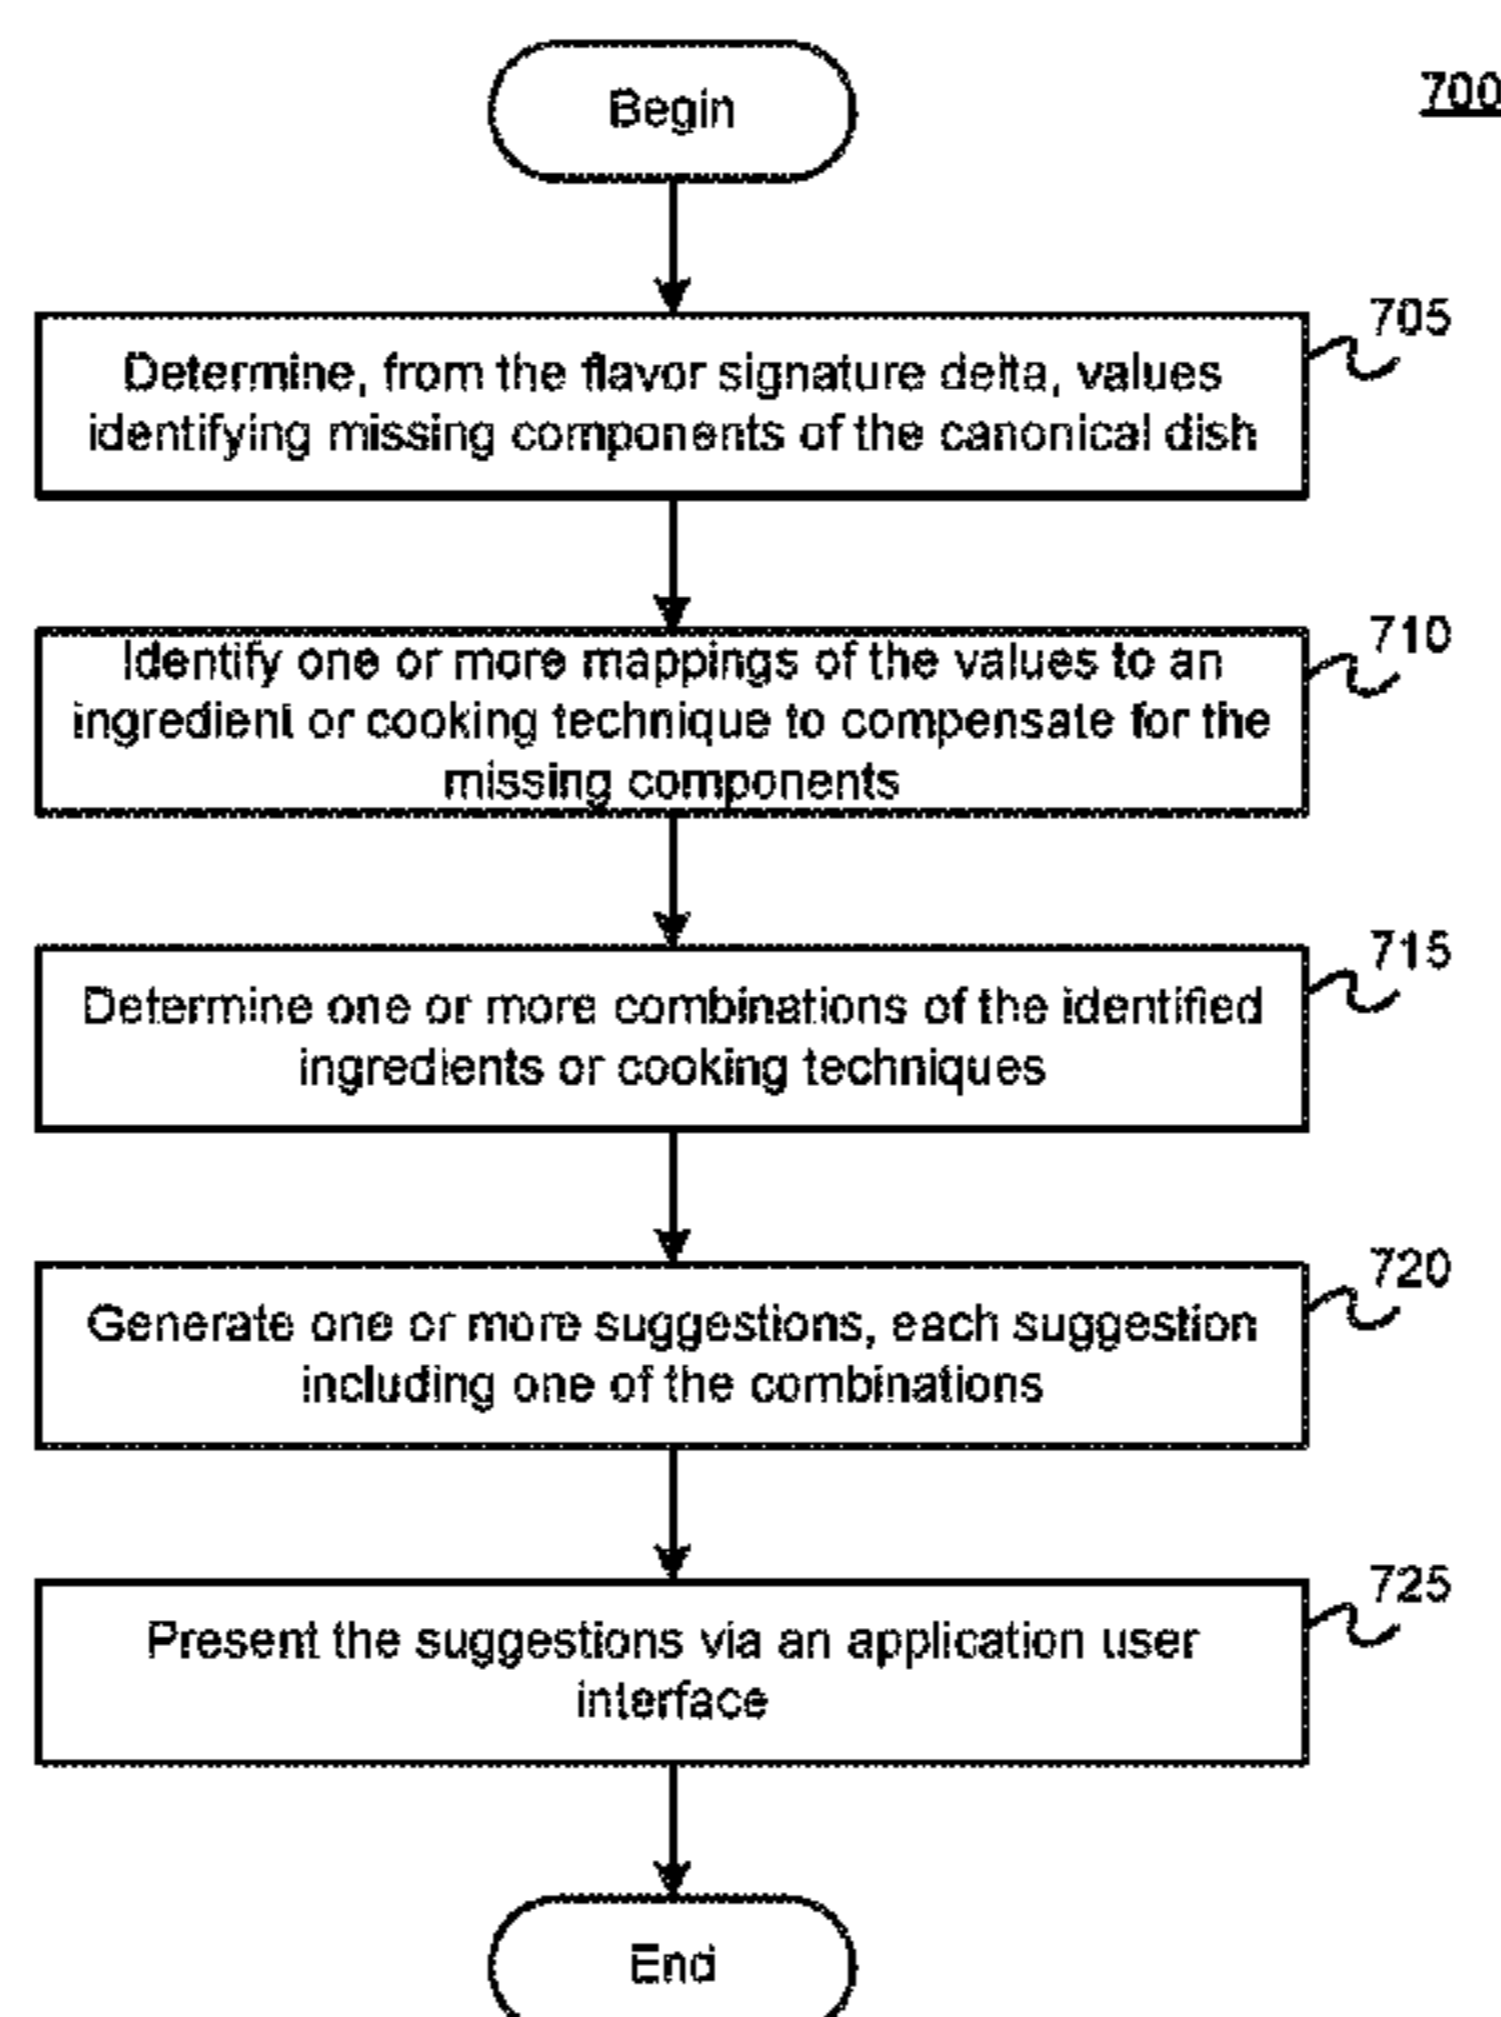 Begin
700
705
Determine, from the flavor signature delta, values
identifying missing components of the canonical dish
710
Identify one or more mappings of the values to an
ingredient or cooking technique to compensate for the
missing components
715
Determine one or more combinations of the identified
ingredients or cooking techniques
720
Generate one or more suggestions, each suggestion
including one of the combinations
725
Present the suggestions via an application user
interface
End